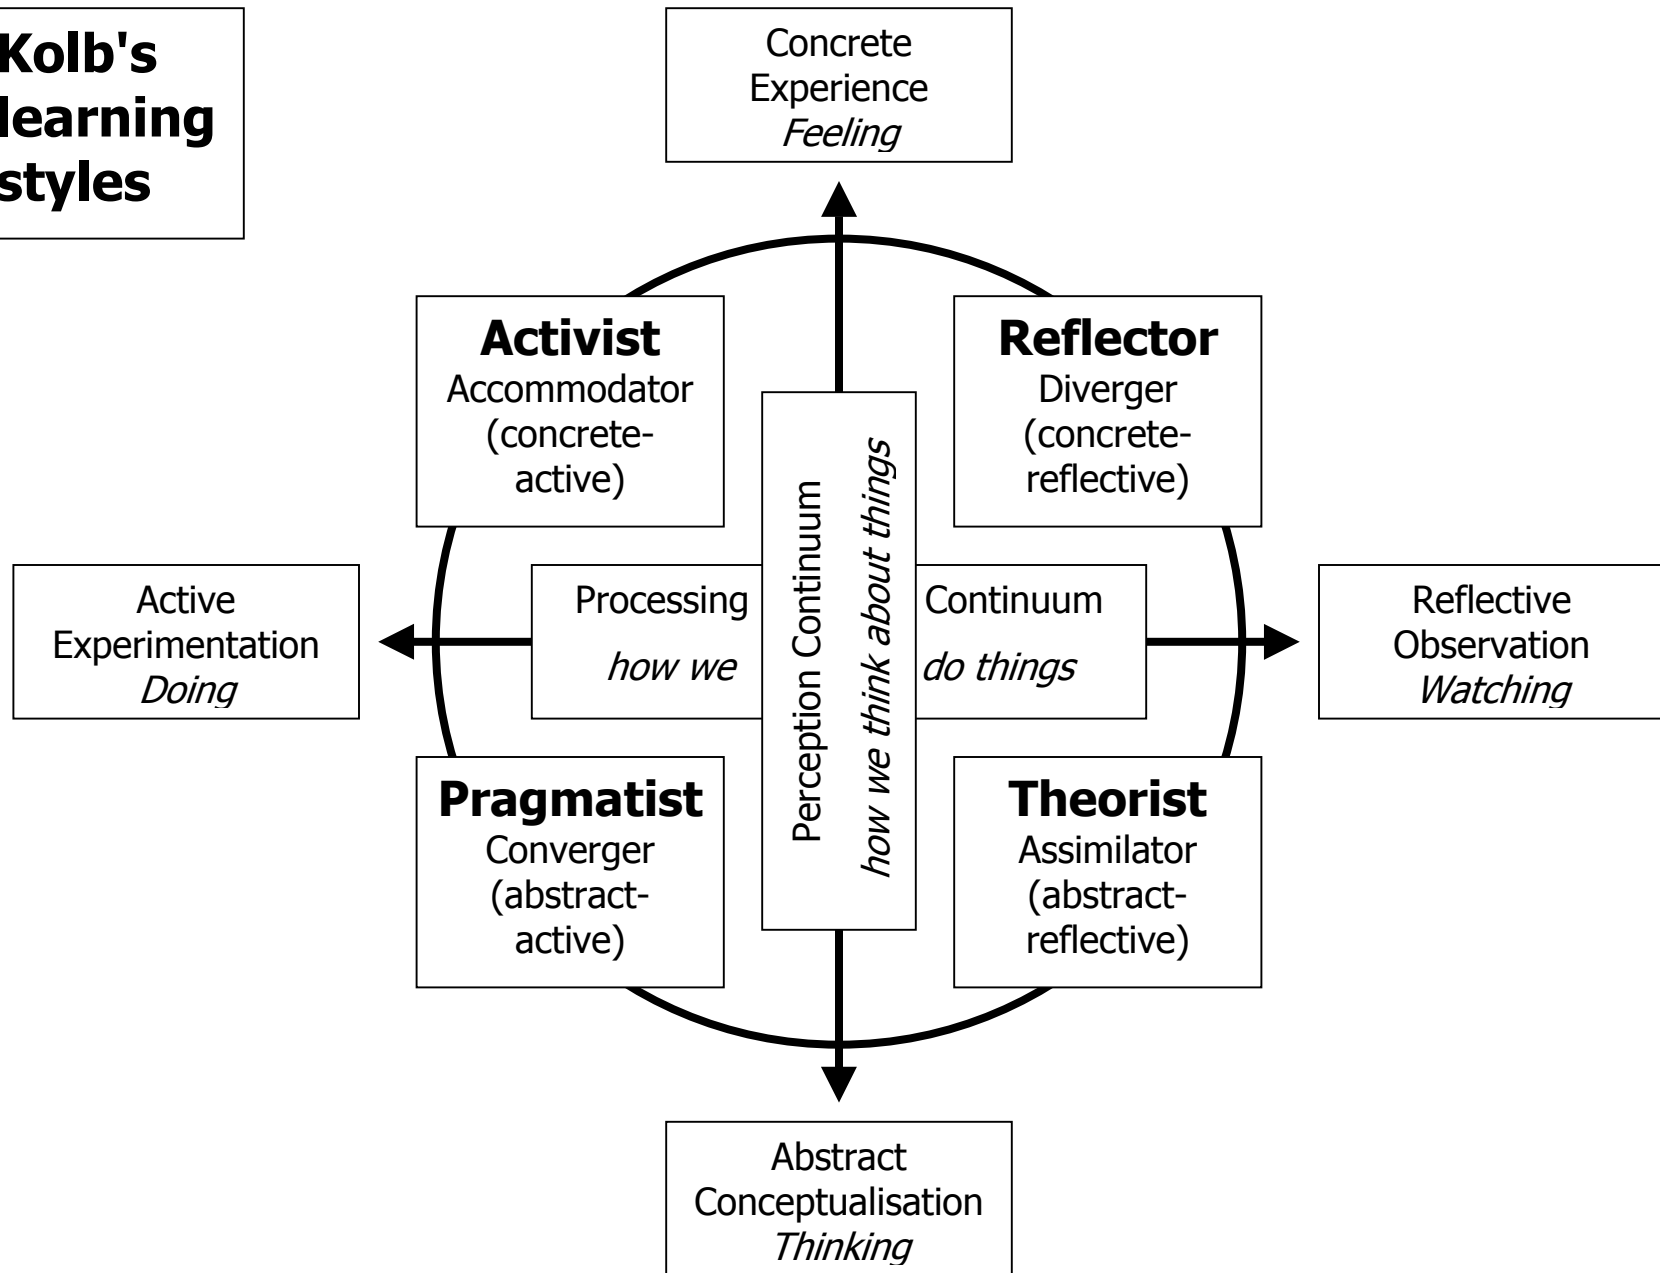 Kolb's
learning
styles
Concrete
Experience
Feeling
Activist
Accommodator
(concrete-
active)
Reflector
Diverger
(concrete-
reflective)
Active
Experimentation
Doing
Processing
how we
Perception Continuum
how we think about things
Continuum
do things
Reflective
Observation
Watching
Pragmatist
Converger
(abstract-
active)
Theorist
Assimilator
(abstract-
reflective)
Abstract
Conceptualisation
Thinking